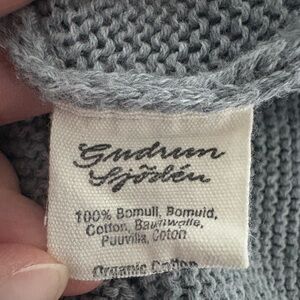 Gudrun
Sjödén
100% Bomull, Bomuld,
Cotton, Baumwolle,
Puuvilla, Coton
Organic Cotton